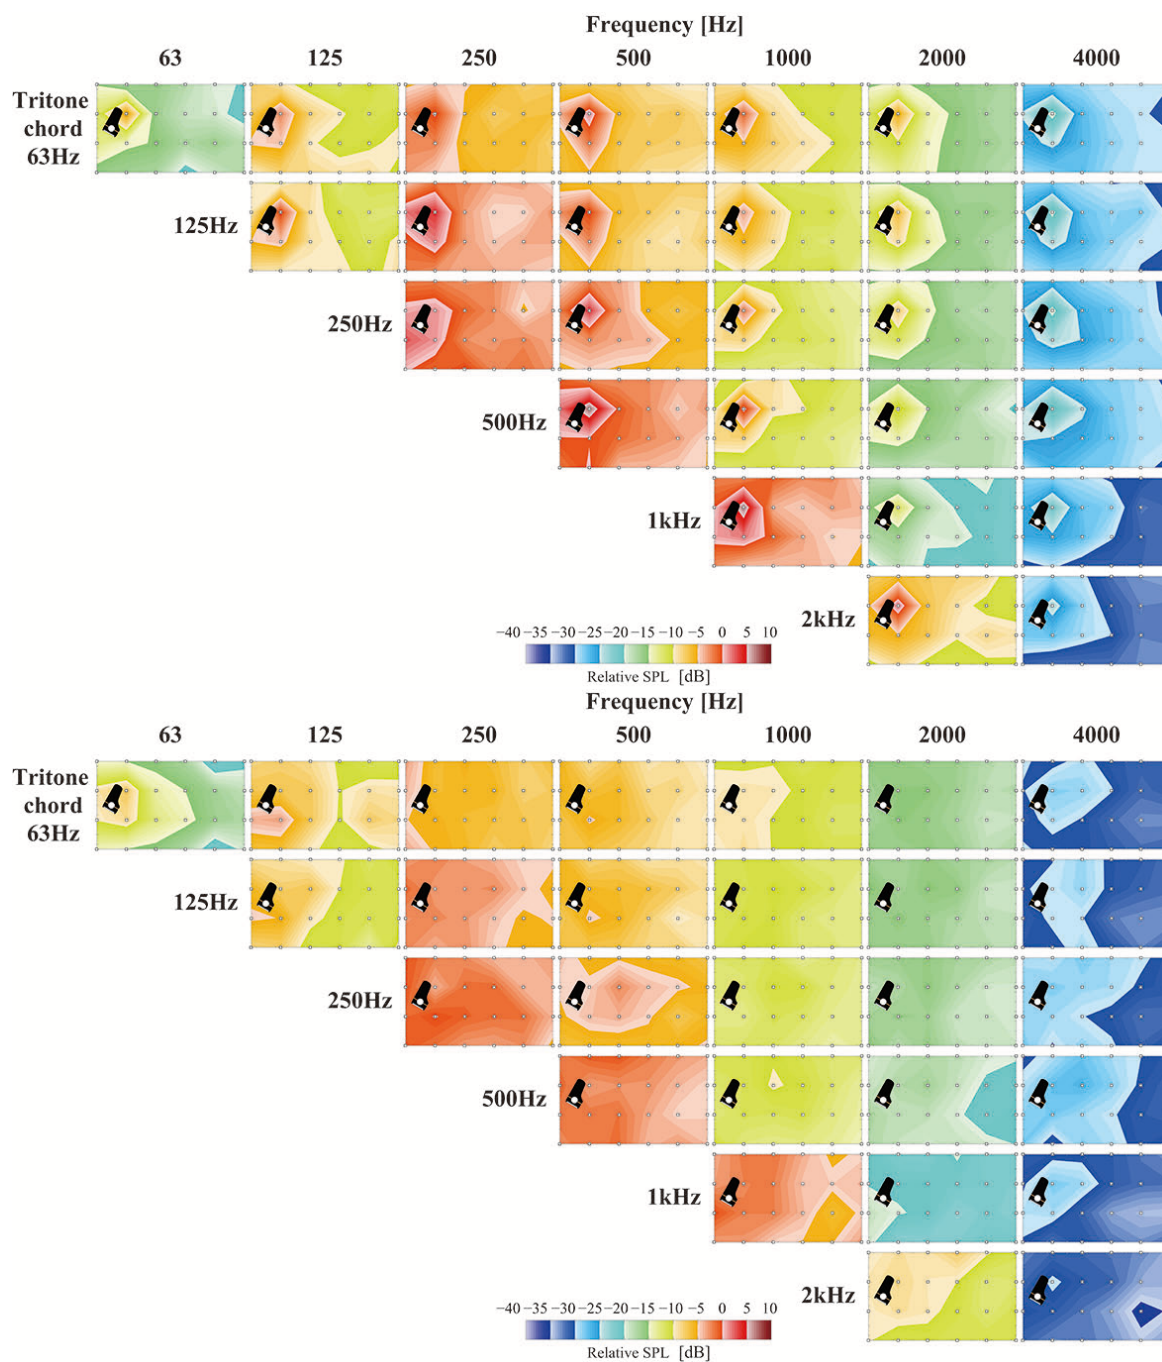 Frequency [Hz]
63 125 250 500 1000 2000 4000
Tritone
chord
63Hz
125Hz
250Hz
500Hz
1kHz
2kHz
−40 −35 −30 −25 −20 −15 −10 −5 0 5 10
Relative SPL [dB]
Frequency [Hz]
63 125 250 500 1000 2000 4000
Tritone
chord
63Hz
125Hz
250Hz
500Hz
1kHz
2kHz
−40 −35 −30 −25 −20 −15 −10 −5 0 5 10
Relative SPL [dB]